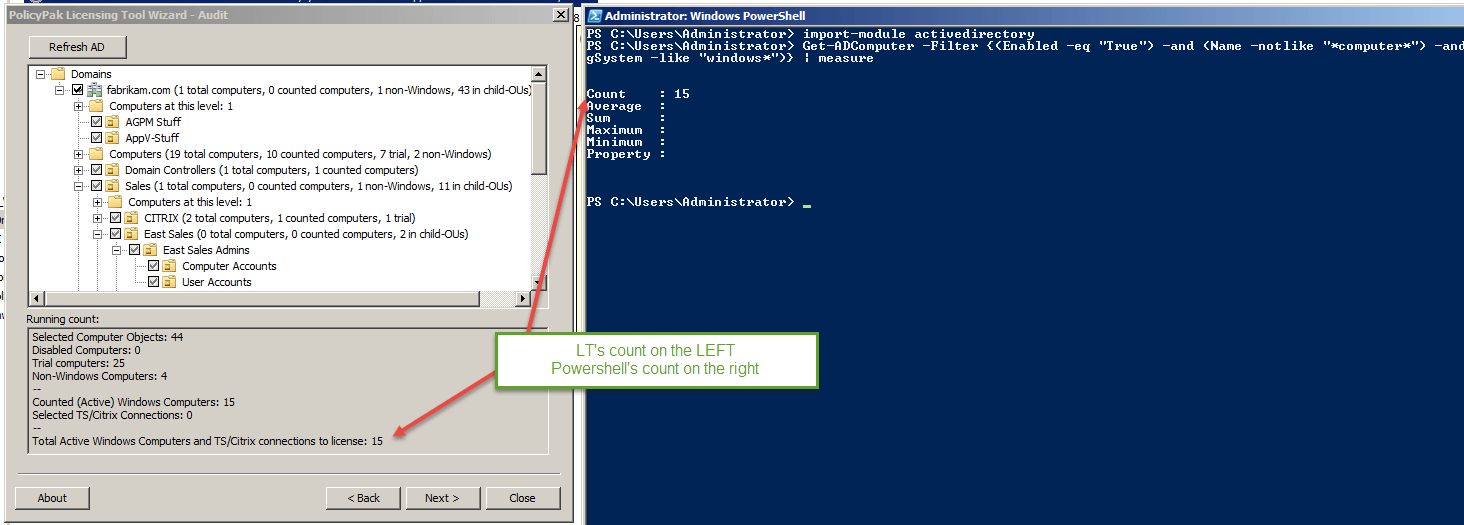 PolicyPak Licensing Tool Wizard - Audit
Refresh AD
Domains
fabrikam.com (1 total computers, 0 counted computers, 1 non-Windows, 43 in child-OUs)
Computers at this level: 1
AGPM Stuff
AppV-Stuff
Computers (19 total computers, 10 counted computers, 7 trial, 2 non-Windows)
Domain Controllers (1 total computers, 1 counted computers)
Sales (1 total computers, 0 counted computers, 1 non-Windows, 11 in child-OUs)
Computers at this level: 1
CITRIX (2 total computers, 1 counted computers, 1 trial)
East Sales (0 total computers, 0 counted computers, 2 in child-OUs)
East Sales Admins
Computer Accounts
User Accounts
Running count:
Selected Computer Objects: 44
Disabled Computers: 0
Trial computers: 25
Non-Windows Computers: 4
--
Counted (Active) Windows Computers: 15
Selected TS/Citrix Connections: 0
--
Total Active Windows Computers and TS/Citrix connections to license: 15
About
< Back
Next >
Close
LT's count on the LEFT
Powershell's count on the right
Administrator: Windows PowerShell
PS C:\Users\Administrator> import-module activedirectory
PS C:\Users\Administrator> Get-ADComputer -Filter {(Enabled -eq "True") -and (Name -notlike "*computer*") -and
gSystem -like "windows*")} | measure
Count : 15
Average :
Sum :
Maximum :
Minimum :
Property :
PS C:\Users\Administrator> _